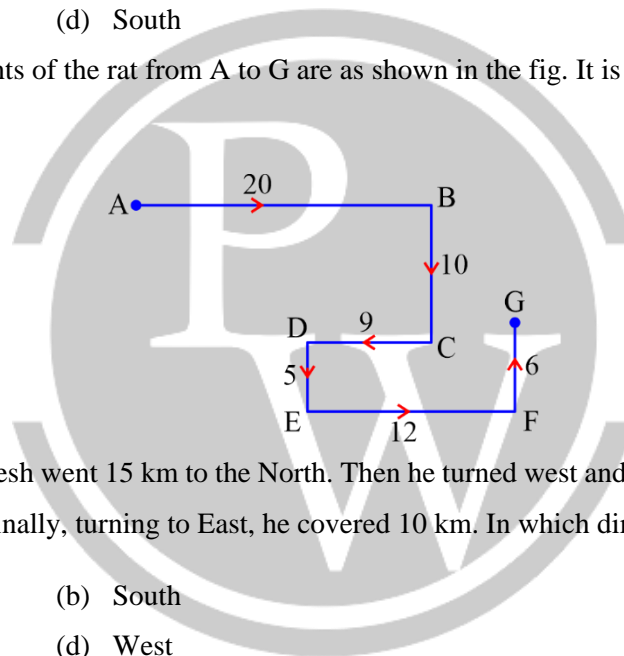 (d) South
nts of the rat from A to G are as shown in the fig. It is
A 20 B
10
G
D 9 C
5 6
E 12 F
esh went 15 km to the North. Then he turned west and
inally, turning to East, he covered 10 km. In which dir
(b) South
(d) West
PW